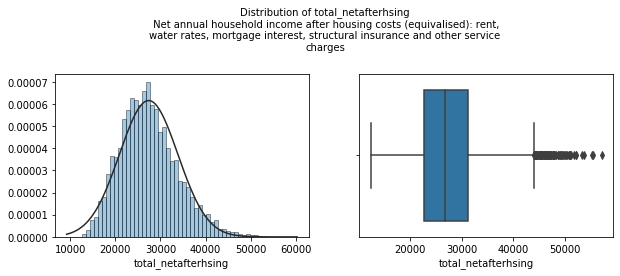 Distribution of total_netafterhsing
Net annual household income after housing costs (equivalised): rent,
water rates, mortgage interest, structural insurance and other service
charges
0.00007
0.00006
0.00005
0.00004
0.00003
0.00002
0.00001
0.00000
10000 20000 30000 40000 50000 60000
total_netafterhsing
20000 30000 40000 50000
total_netafterhsing